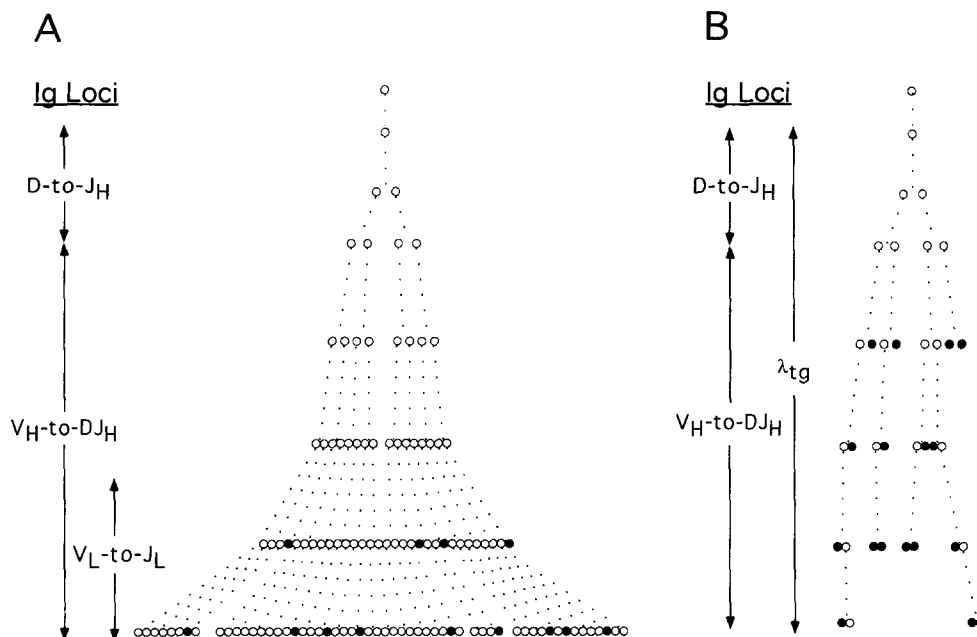 A
Ig Loci
D-to-JH
VH-to-DJH
VL-to-JL
B
Ig Loci
D-to-JH
VH-to-DJH
λtg